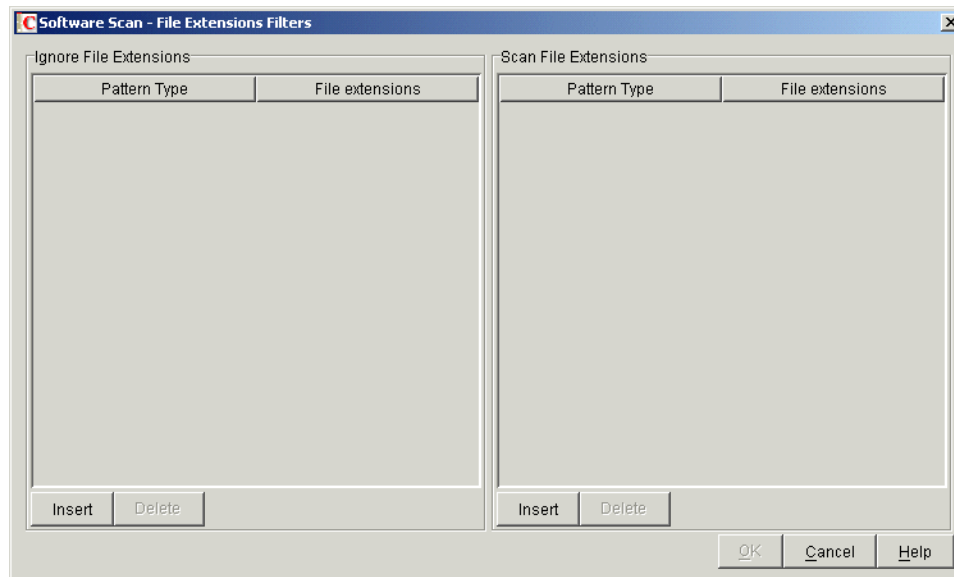 Software Scan - File Extensions Filters
Ignore File Extensions
Pattern Type File extensions
Insert Delete
Scan File Extensions
Pattern Type File extensions
Insert Delete
OK Cancel Help